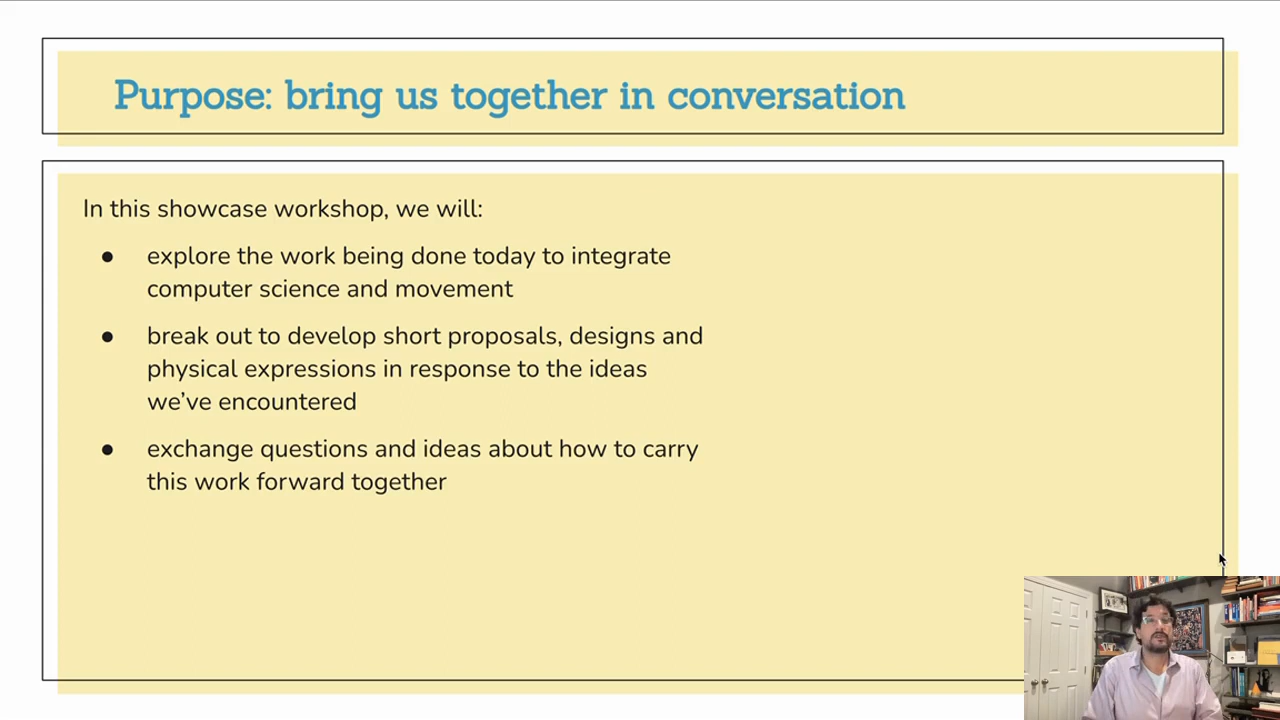 Purpose: bring us together in conversation
In this showcase workshop, we will:
● explore the work being done today to integrate
computer science and movement
● break out to develop short proposals, designs and
physical expressions in response to the ideas
we've encountered
● exchange questions and ideas about how to carry
this work forward together